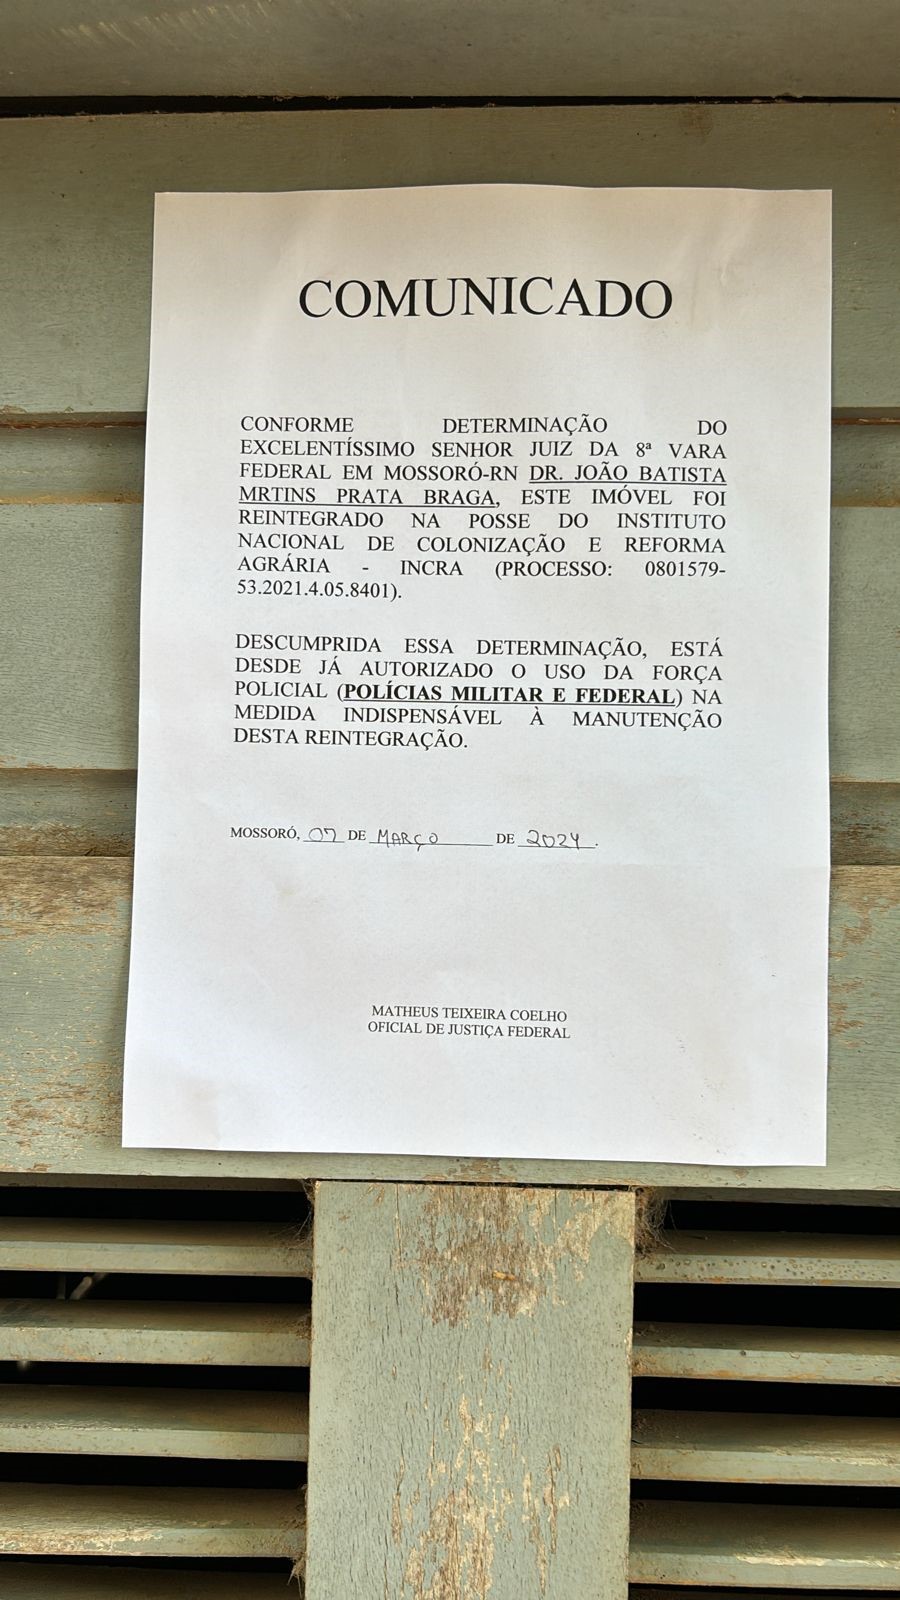 COMUNICADO
CONFORME DETERMINAÇÃO DO
EXCELENTÍSSIMO SENHOR JUIZ DA 8ª VARA
FEDERAL EM MOSSORÓ-RN DR. JOÃO BATISTA
MRTINS PRATA BRAGA, ESTE IMÓVEL FOI
REINTEGRADO NA POSSE DO INSTITUTO
NACIONAL DE COLONIZAÇÃO E REFORMA
AGRÁRIA - INCRA (PROCESSO: 0801579-
53.2021.4.05.8401).
DESCUMPRIDA ESSA DETERMINAÇÃO, ESTÁ
DESDE JÁ AUTORIZADO O USO DA FORÇA
POLICIAL (POLÍCIAS MILITAR E FEDERAL) NA
MEDIDA INDISPENSÁVEL À MANUTENÇÃO
DESTA REINTEGRAÇÃO.
MOSSORÓ, 07 DE MARÇO DE 2024.
MATHEUS TEIXEIRA COELHO
OFICIAL DE JUSTIÇA FEDERAL